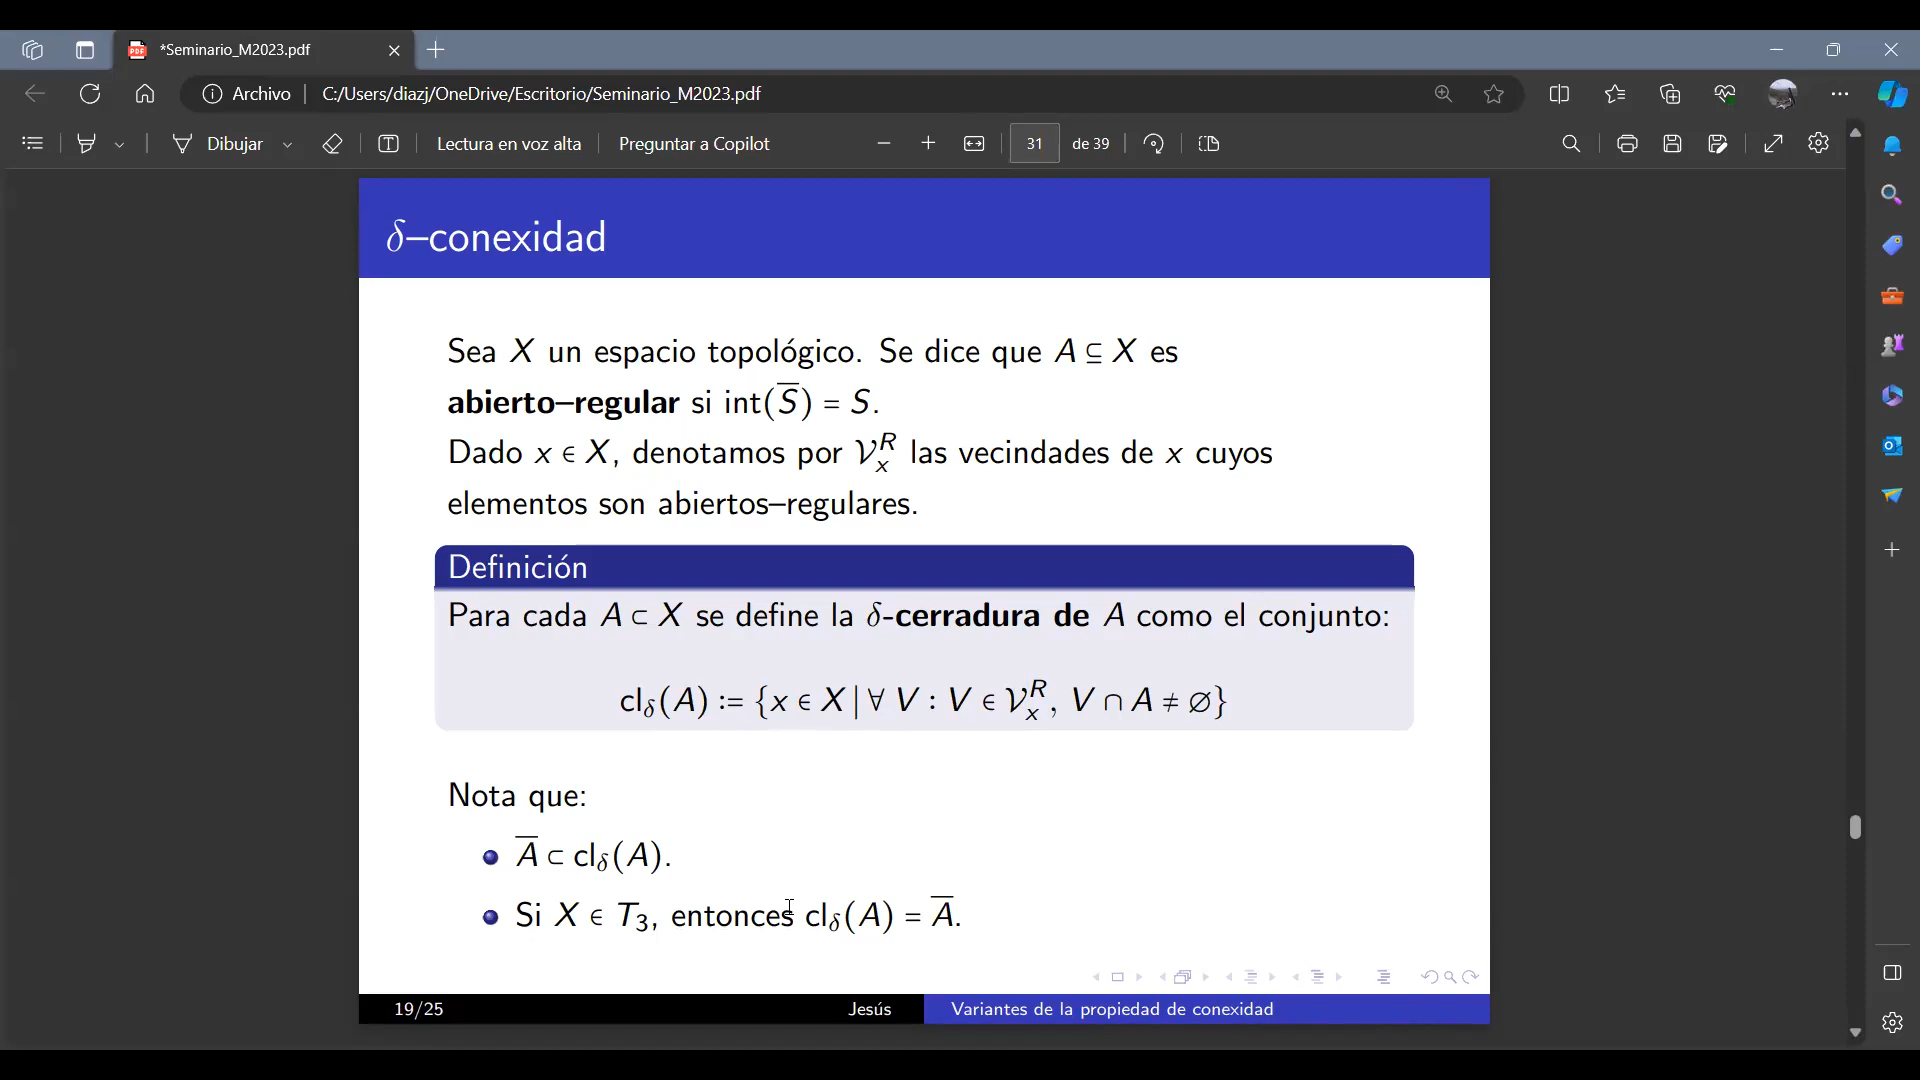 *Seminario_M2023.pdf
Archivo | C:/Users/diazj/OneDrive/Escritorio/Seminario_M2023.pdf
Dibujar Lectura en voz alta Preguntar a Copilot 31 de 39
δ–conexidad
Sea X un espacio topológico. Se dice que A ⊆ X es
abierto–regular si int(S̅) = S.
Dado x ∈ X, denotamos por 𝒱ₓᴿ las vecindades de x cuyos
elementos son abiertos–regulares.
Definición
Para cada A ⊂ X se define la δ-cerradura de A como el conjunto:
cl_δ(A) := {x ∈ X | ∀ V : V ∈ 𝒱ₓᴿ, V ∩ A ≠ ∅}
Nota que:
A̅ ⊂ cl_δ(A).
Si X ∈ T₃, entonces cl_δ(A) = A̅.
19/25 Jesús Variantes de la propiedad de conexidad